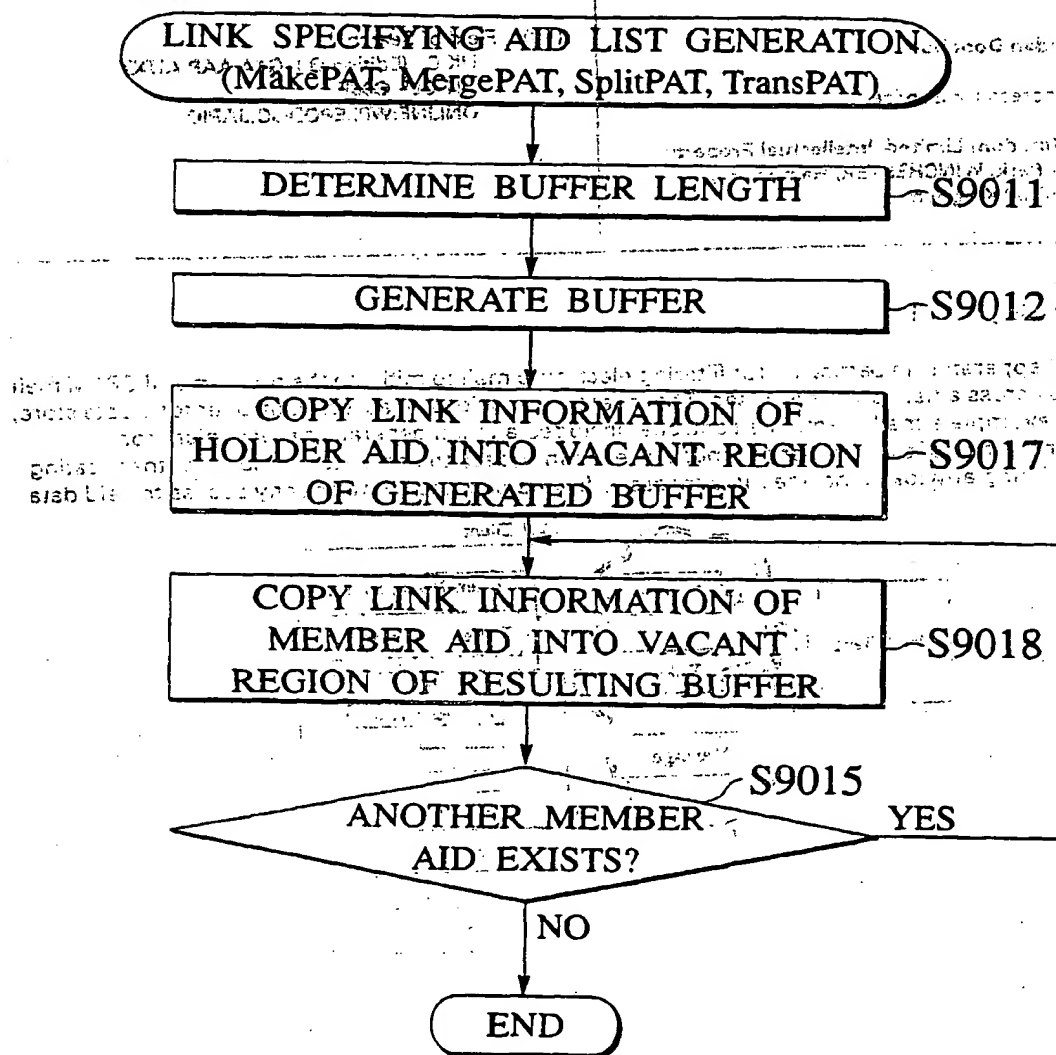 LINK SPECIFYING AID LIST GENERATION
(MakePAT, MergePAT, SplitPAT, TransPAT)
DETERMINE BUFFER LENGTH
S9011
GENERATE BUFFER
S9012
COPY LINK INFORMATION OF
HOLDER AID INTO VACANT REGION
OF GENERATED BUFFER
S9017
COPY LINK INFORMATION OF
MEMBER AID INTO VACANT
REGION OF RESULTING BUFFER
S9018
S9015
ANOTHER MEMBER
AID EXISTS?
YES
NO
END